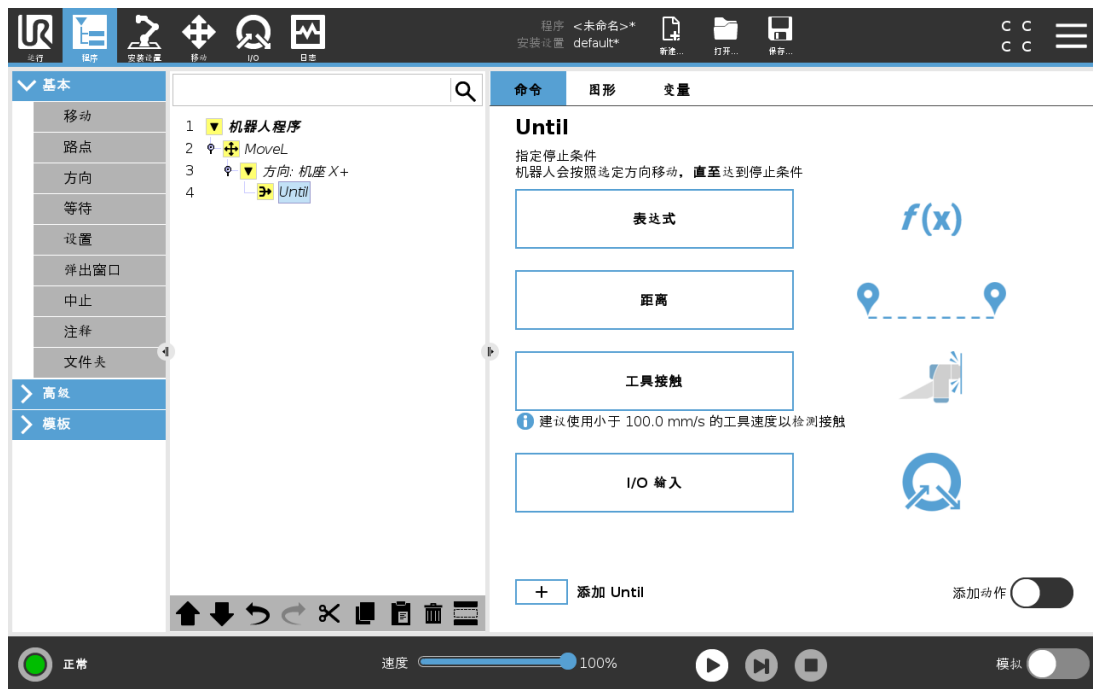 UR
程序 <未命名>*
安装设置 default*
运行
程序
安装设置
移动
I/O
日志
新建...
打开...
保存...
C C
C C
基本
移动
路点
方向
等待
设置
弹出窗口
中止
注释
文件夹
高级
模板
1 机器人程序
2 MoveL
3 方向: 机座 X+
4 Until
命令
图形
变量
Until
指定停止条件
机器人会按照选定方向移动，直至达到停止条件
表达式
f(x)
距离
工具接触
建议使用小于 100.0 mm/s 的工具速度以检测接触
I/O 输入
+ 添加 Until
添加动作
正常
速度
100%
模拟